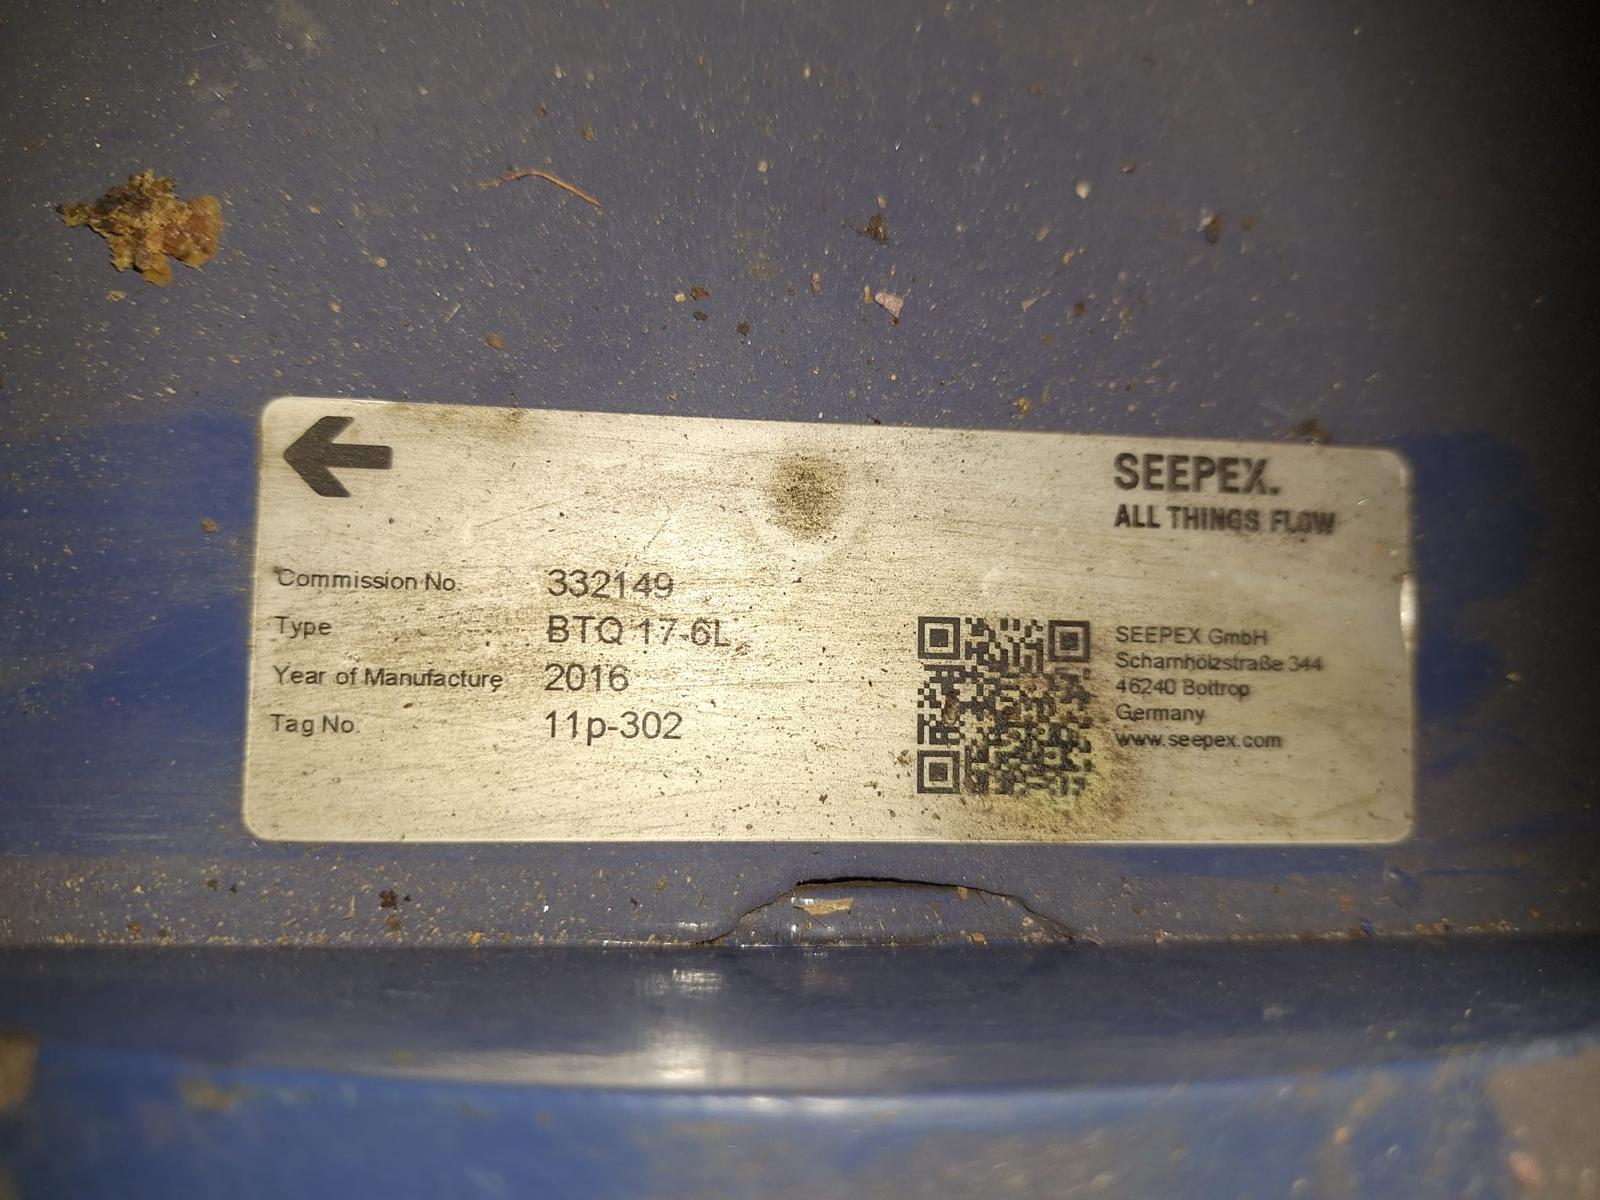 SEEPEX.
ALL THINGS FLOW
Commission No. 332149
Type BTQ 17-6L
Year of Manufacture 2016
Tag No. 11p-302
SEEPEX GmbH
Scharnhölzstraße 344
46240 Bottrop
Germany
www.seepex.com